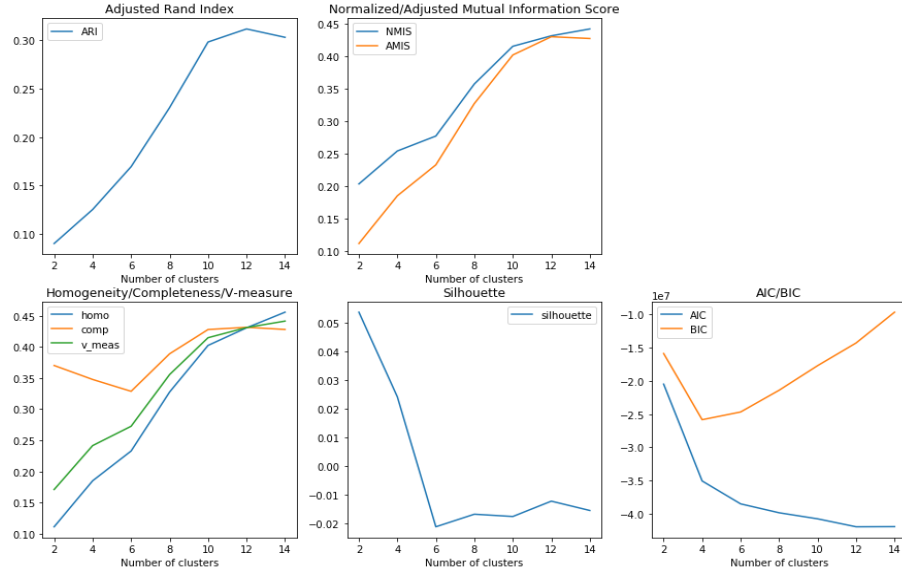 Adjusted Rand Index
ARI
0.30
0.25
0.20
0.15
0.10
2 4 6 8 10 12 14
Number of clusters
Normalized/Adjusted Mutual Information Score
NMIS
AMIS
0.45
0.40
0.35
0.30
0.25
0.20
0.15
0.10
2 4 6 8 10 12 14
Number of clusters
Homogeneity/Completeness/V-measure
homo
comp
v_meas
0.45
0.40
0.35
0.30
0.25
0.20
0.15
0.10
2 4 6 8 10 12 14
Number of clusters
Silhouette
silhouette
0.05
0.04
0.03
0.02
0.01
0.00
−0.01
−0.02
2 4 6 8 10 12 14
Number of clusters
AIC/BIC
1e7
AIC
BIC
−1.0
−1.5
−2.0
−2.5
−3.0
−3.5
−4.0
2 4 6 8 10 12 14
Number of clusters